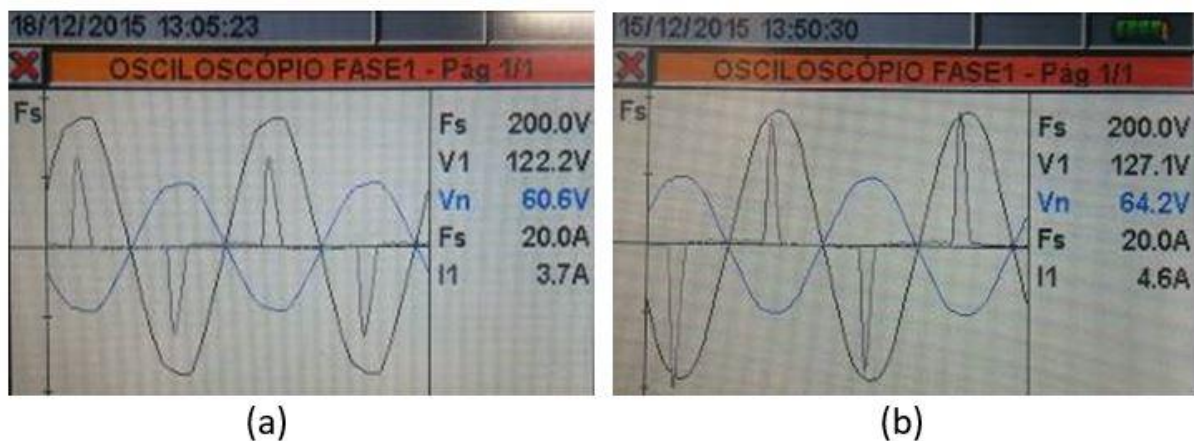 18/12/2015 13:05:23
OSCILOSCÓPIO FASE1 - Pág 1/1
Fs
Fs 200.0V
V1 122.2V
Vn 60.6V
Fs 20.0A
I1 3.7A
(a)
15/12/2015 13:50:30
OSCILOSCÓPIO FASE1 - Pág 1/1
Fs
Fs 200.0V
V1 127.1V
Vn 64.2V
Fs 20.0A
I1 4.6A
(b)